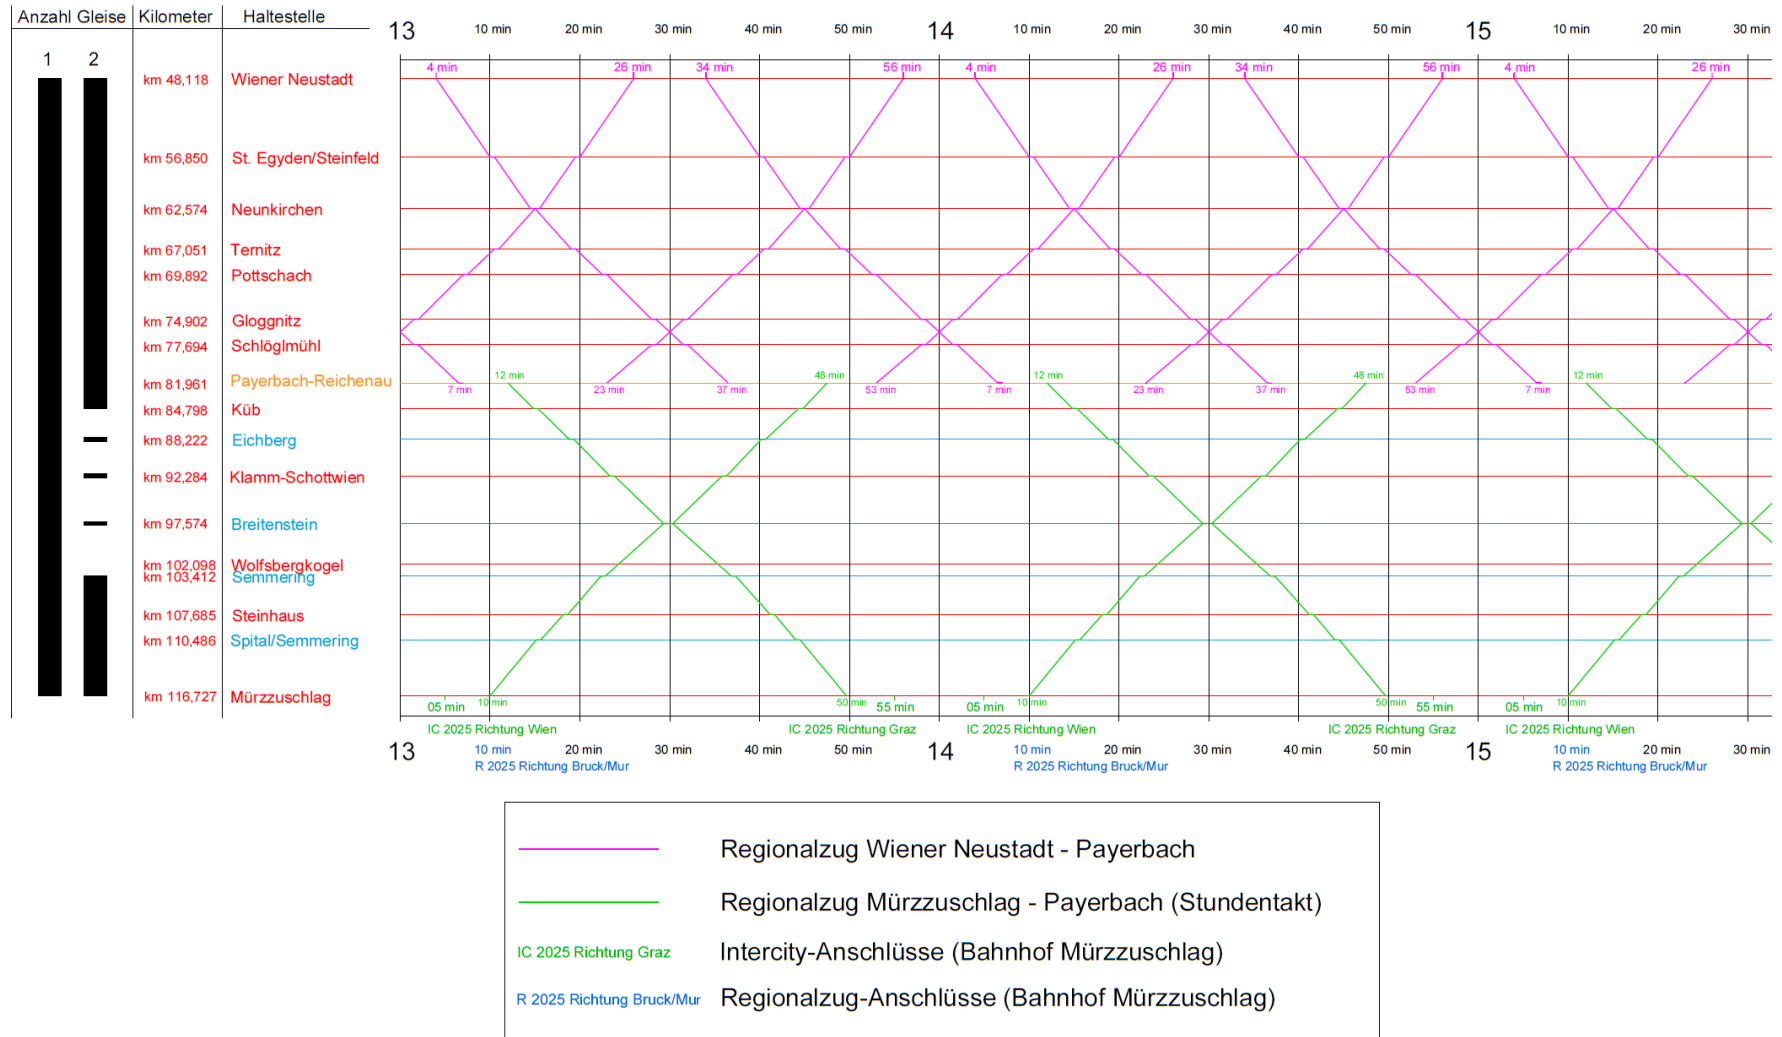 Anzahl Gleise Kilometer Haltestelle
13 10 min 20 min 30 min 40 min 50 min 14 10 min 20 min 30 min 40 min 50 min 15 10 min 20 min 30 min
1 2
4 min 26 min 34 min 56 min 4 min 26 min 34 min 56 min 4 min 26 min
km 48,118 Wiener Neustadt
km 56,850 St. Egyden/Steinfeld
km 62,574 Neunkirchen
km 67,051 Ternitz
km 69,892 Pottschach
km 74,902 Gloggnitz
km 77,694 Schlöglmühl
12 min 48 min 12 min 48 min 12 min
km 81,961 Payerbach-Reichenau
7 min 23 min 37 min 53 min 7 min 23 min 37 min 53 min 7 min
km 84,798 Küb
km 88,222 Eichberg
km 92,284 Klamm-Schottwien
km 97,574 Breitenstein
km 102,098 Wolfsbergkogel
km 103,412 Semmering
km 107,685 Steinhaus
km 110,486 Spital/Semmering
km 116,727 Mürzzuschlag
05 min 10 min 50 min 55 min 05 min 10 min 50 min 55 min 05 min 10 min
IC 2025 Richtung Wien IC 2025 Richtung Graz IC 2025 Richtung Wien IC 2025 Richtung Graz IC 2025 Richtung Wien
13 10 min 20 min 30 min 40 min 50 min 14 10 min 20 min 30 min 40 min 50 min 15 10 min 20 min 30 min
R 2025 Richtung Bruck/Mur R 2025 Richtung Bruck/Mur R 2025 Richtung Bruck/Mur
Regionalzug Wiener Neustadt - Payerbach
Regionalzug Mürzzuschlag - Payerbach (Stundentakt)
IC 2025 Richtung Graz Intercity-Anschlüsse (Bahnhof Mürzzuschlag)
R 2025 Richtung Bruck/Mur Regionalzug-Anschlüsse (Bahnhof Mürzzuschlag)